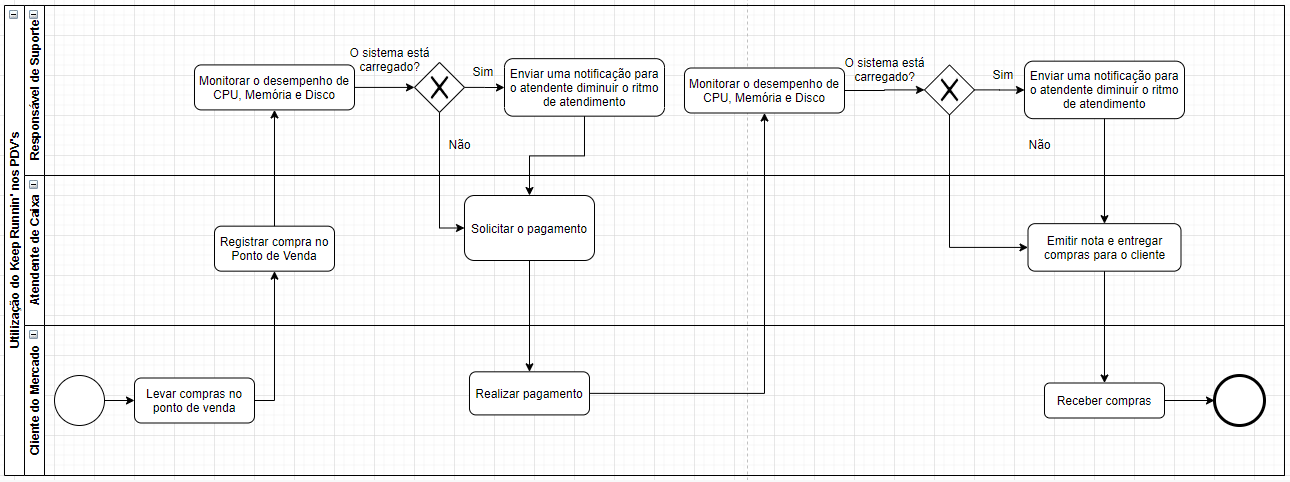 Utilização do Keep Runnin' nos PDV's
Responsável de Suporte
Monitorar o desempenho de
CPU, Memória e Disco
O sistema está
carregado?
Sim
Não
Enviar uma notificação para
o atendente diminuir o ritmo
de atendimento
Monitorar o desempenho de
CPU, Memória e Disco
O sistema está
carregado?
Sim
Não
Enviar uma notificação para
o atendente diminuir o ritmo
de atendimento
Atendente de Caixa
Registrar compra no
Ponto de Venda
Solicitar o pagamento
Emitir nota e entregar
compras para o cliente
Cliente do Mercado
Levar compras no
ponto de venda
Realizar pagamento
Receber compras